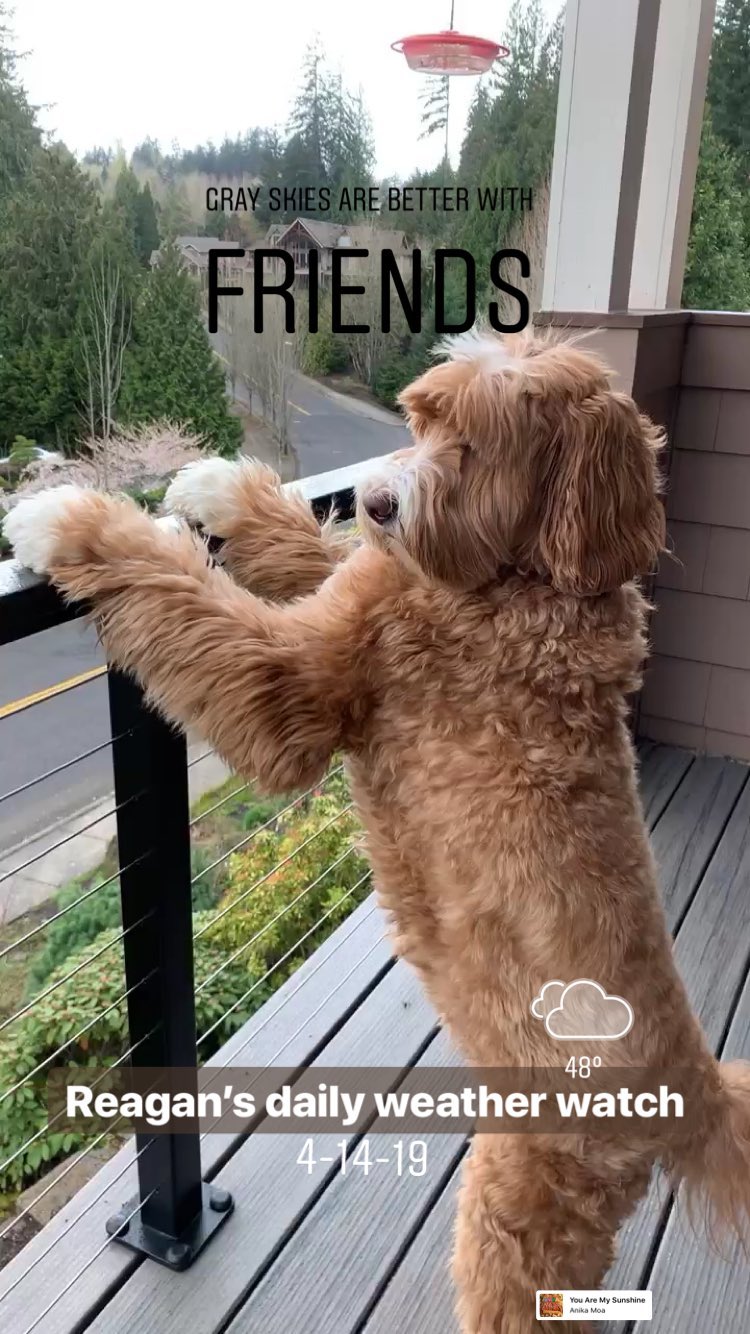 GRAY SKIES ARE BETTER WITH
FRIENDS
48°
Reagan's daily weather watch
4-14-19
You Are My Sunshine
Anika Moa